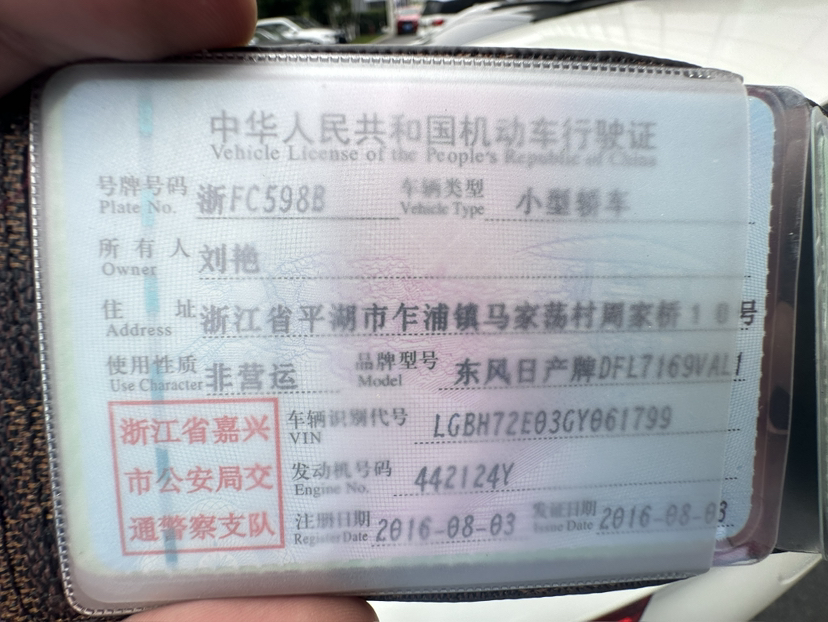 中华人民共和国机动车行驶证
Vehicle License of the People's Republic of China
号牌号码 浙FC598B 车辆类型 小型轿车
Plate No. Vehicle Type
所有人 刘艳
Owner
住址 浙江省平湖市乍浦镇马家荡村周家桥10号
Address
使用性质 非营运 品牌型号 东风日产牌DFL7169VAL1
Use Character Model
浙江省嘉兴
市公安局交
通警察支队
车辆识别代号 LGBH72E03GY061799
VIN
发动机号码 442124Y
Engine No.
注册日期 2016-08-03 发证日期 2016-08-03
Register Date Issue Date